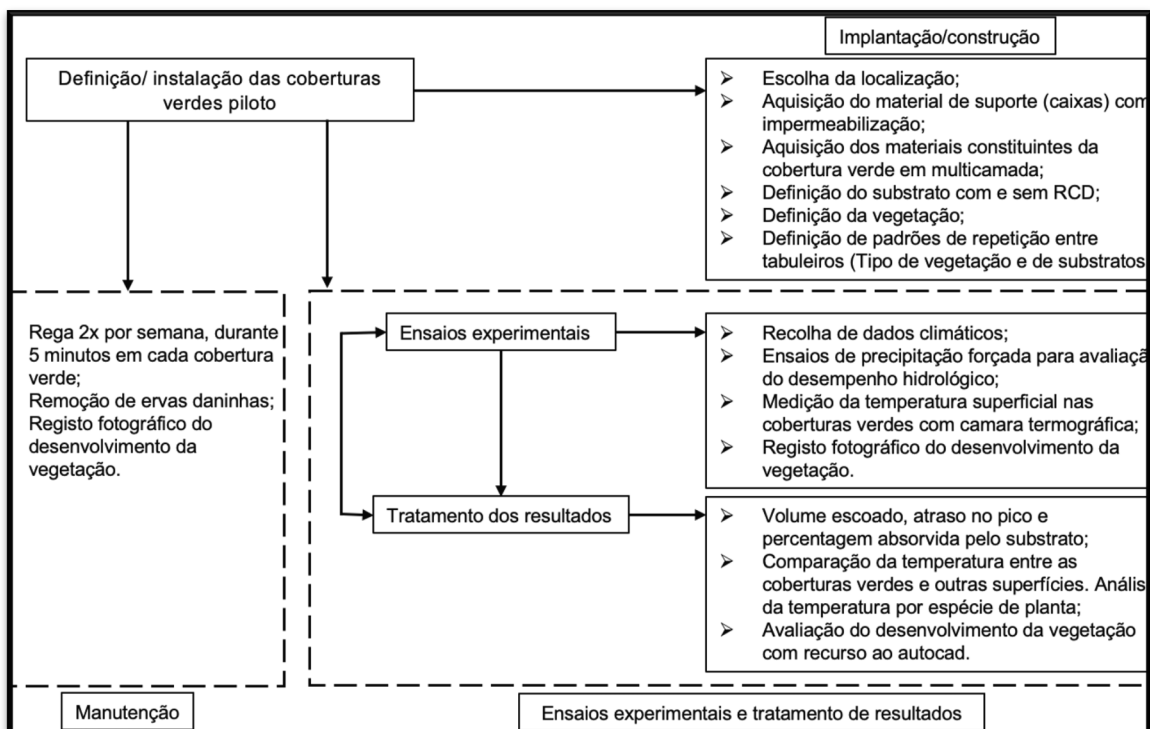 Implantação/construção
Definição/ instalação das coberturas
verdes piloto
Escolha da localização;
Aquisição do material de suporte (caixas) com
impermeabilização;
Aquisição dos materiais constituintes da
cobertura verde em multicamada;
Definição do substrato com e sem RCD;
Definição da vegetação;
Definição de padrões de repetição entre
tabuleiros (Tipo de vegetação e de substratos
Rega 2x por semana, durante
5 minutos em cada cobertura
verde;
Remoção de ervas daninhas;
Registo fotográfico do
desenvolvimento da
vegetação.
Ensaios experimentais
Recolha de dados climáticos;
Ensaios de precipitação forçada para avaliaçã
do desempenho hidrológico;
Medição da temperatura superficial nas
coberturas verdes com camara termográfica;
Registo fotográfico do desenvolvimento da
vegetação.
Tratamento dos resultados
Volume escoado, atraso no pico e
percentagem absorvida pelo substrato;
Comparação da temperatura entre as
coberturas verdes e outras superfícies. Anális
da temperatura por espécie de planta;
Avaliação do desenvolvimento da vegetação
com recurso ao autocad.
Manutenção
Ensaios experimentais e tratamento de resultados